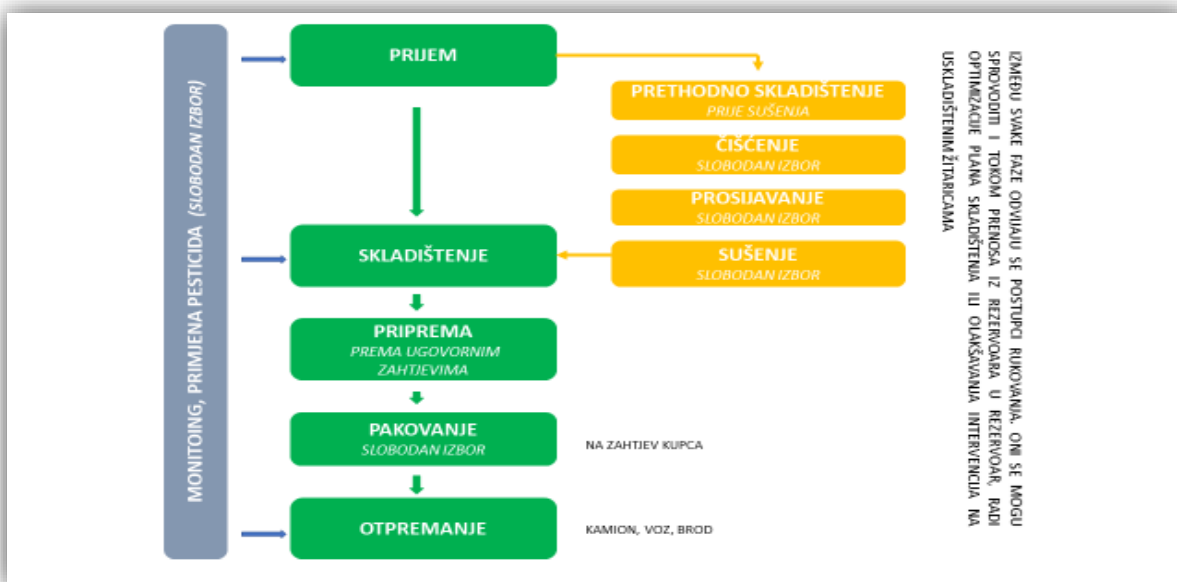 MONITOING, PRIMJENA PESTICIDA (SLOBODAN IZBOR)
PRIJEM
PRETHODNO SKLADIŠTENJE
PRIJE SUŠENJA
ČIŠĆENJE
SLOBODAN IZBOR
PROSIJAVANJE
SLOBODAN IZBOR
SUŠENJE
SLOBODAN IZBOR
SKLADIŠTENJE
PRIPREMA
PREMA UGOVORNIM
ZAHTJEVIMA
PAKOVANJE
SLOBODAN IZBOR
NA ZAHTJEV KUPCA
OTPREMANJE
KAMION, VOZ, BROD
IZMEĐU SVAKE FAZE ODVIJAJU SE POSTUPCI RUKOVANJA. ONI SE MOGU
SPROVODITI I TOKOM PRENOSA IZ REZERVOARA U REZERVOAR, RADI
OPTIMIZACIJE PLANA SKLADIŠTENJA ILI OLAKŠAVANJA INTERVENCIJA NA
USKLADIŠTENIM ŽITARICAMA